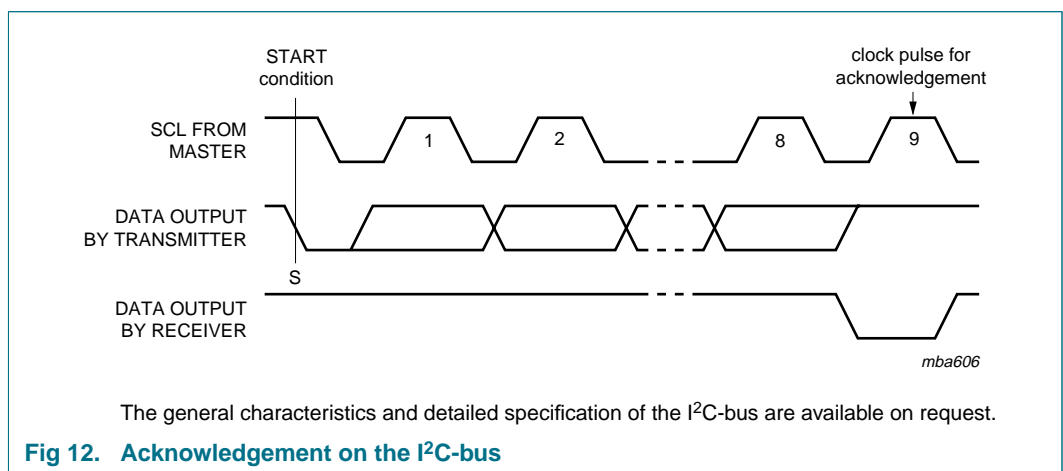 START
condition
clock pulse for
acknowledgement
SCL FROM
MASTER
1
2
8
9
DATA OUTPUT
BY TRANSMITTER
S
DATA OUTPUT
BY RECEIVER
mba606
The general characteristics and detailed specification of the I²C-bus are available on request.
Fig 12. Acknowledgement on the I²C-bus